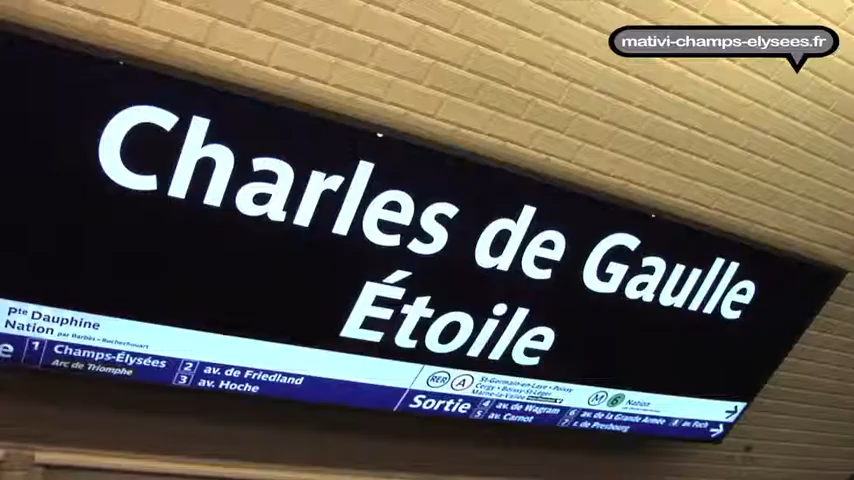 mativi-champs-elysees.fr
Charles de Gaulle
Étoile
Pte Dauphine
Nation par Barbès - Rochechouart
1 Champs-Élysées
Arc de Triomphe
2 av. de Friedland
3 av. Hoche
RER A St-Germain-en-Laye • Poissy
Cergy • Boissy-St-Léger
Marne-la-Vallée
M 6 Nation
Sortie
4 av. de Wagram
5 av. Carnot
6 av. de la Grande Armée
7 r. de Presbourg
8 av. Foch